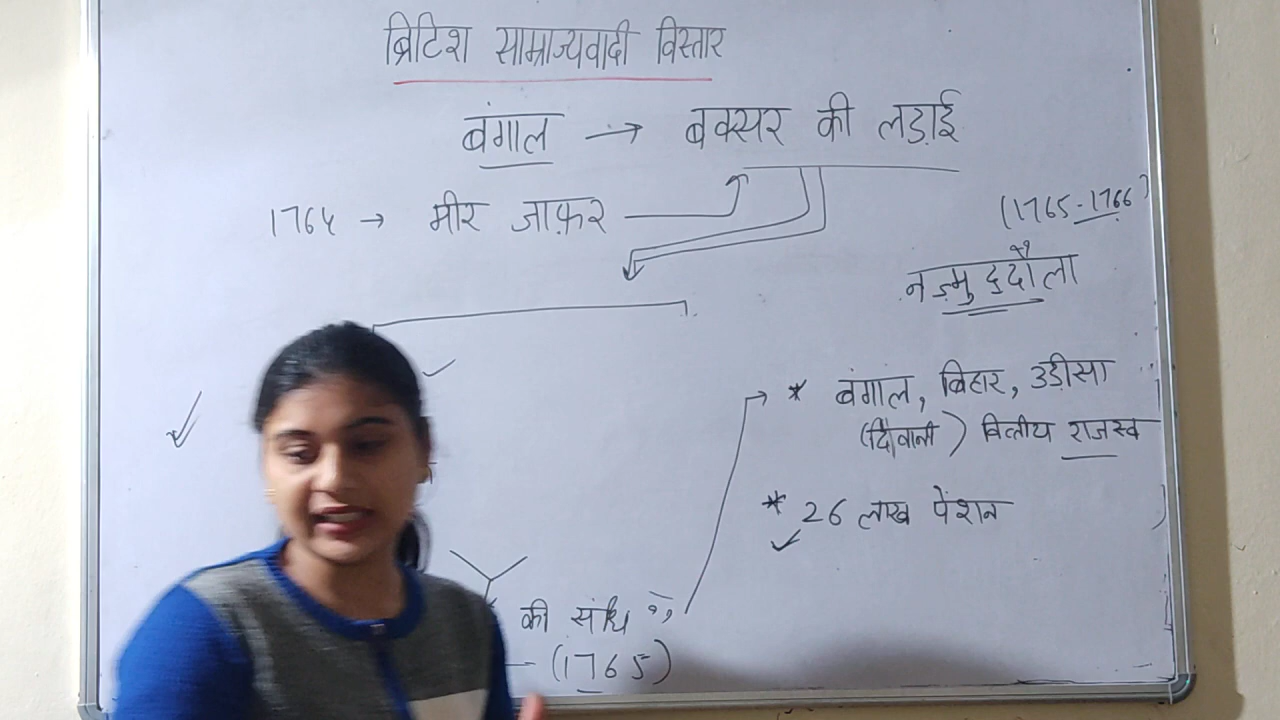 ब्रिटिश साम्राज्यवादी विस्तार
बंगाल → बक्सर की लड़ाई
1764 → मीर जाफ़र
(1765-1766)
नज्मुद्दौला
* बंगाल, बिहार, उड़ीसा
(दिवानी) वित्तीय राजस्व
* 26 लाख पेंशन
की संधि
(1765)